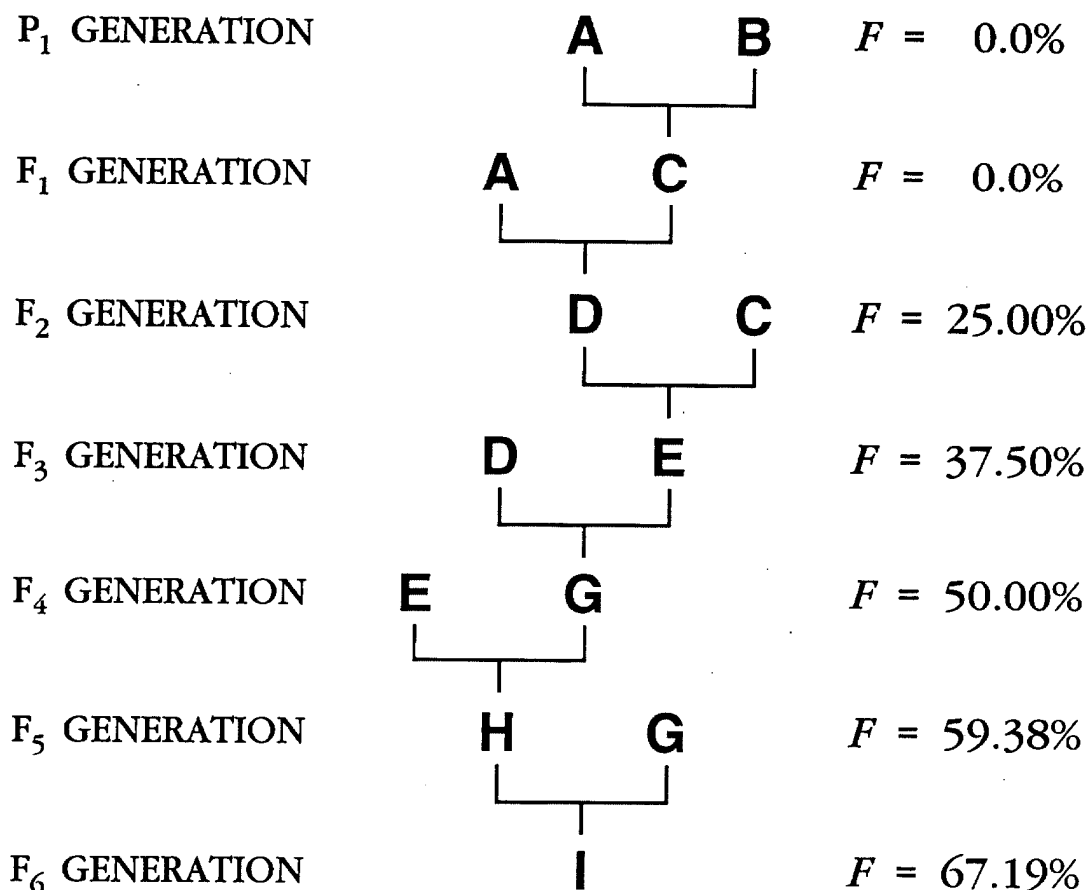 P₁ GENERATION A B F = 0.0%
F₁ GENERATION A C F = 0.0%
F₂ GENERATION D C F = 25.00%
F₃ GENERATION D E F = 37.50%
F₄ GENERATION E G F = 50.00%
F₅ GENERATION H G F = 59.38%
F₆ GENERATION I F = 67.19%